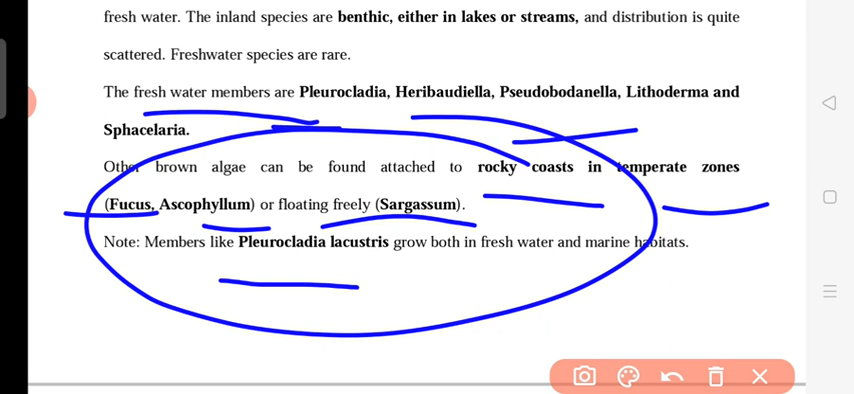 fresh water. The inland species are benthic, either in lakes or streams, and distribution is quite
scattered. Freshwater species are rare.
The fresh water members are Pleurocladia, Heribaudiella, Pseudobodanella, Lithoderma and
Sphacelaria.
Other brown algae can be found attached to rocky coasts in temperate zones
(Fucus, Ascophyllum) or floating freely (Sargassum).
Note: Members like Pleurocladia lacustris grow both in fresh water and marine habitats.